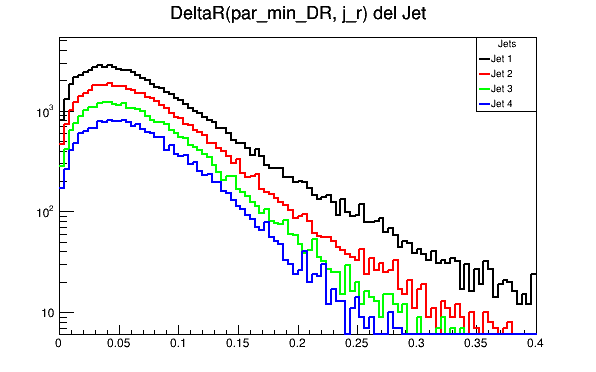 DeltaR(par_min_DR, j_r) del Jet
Jets
Jet 1
Jet 2
Jet 3
Jet 4
10³
10²
10
0 0.05 0.1 0.15 0.2 0.25 0.3 0.35 0.4